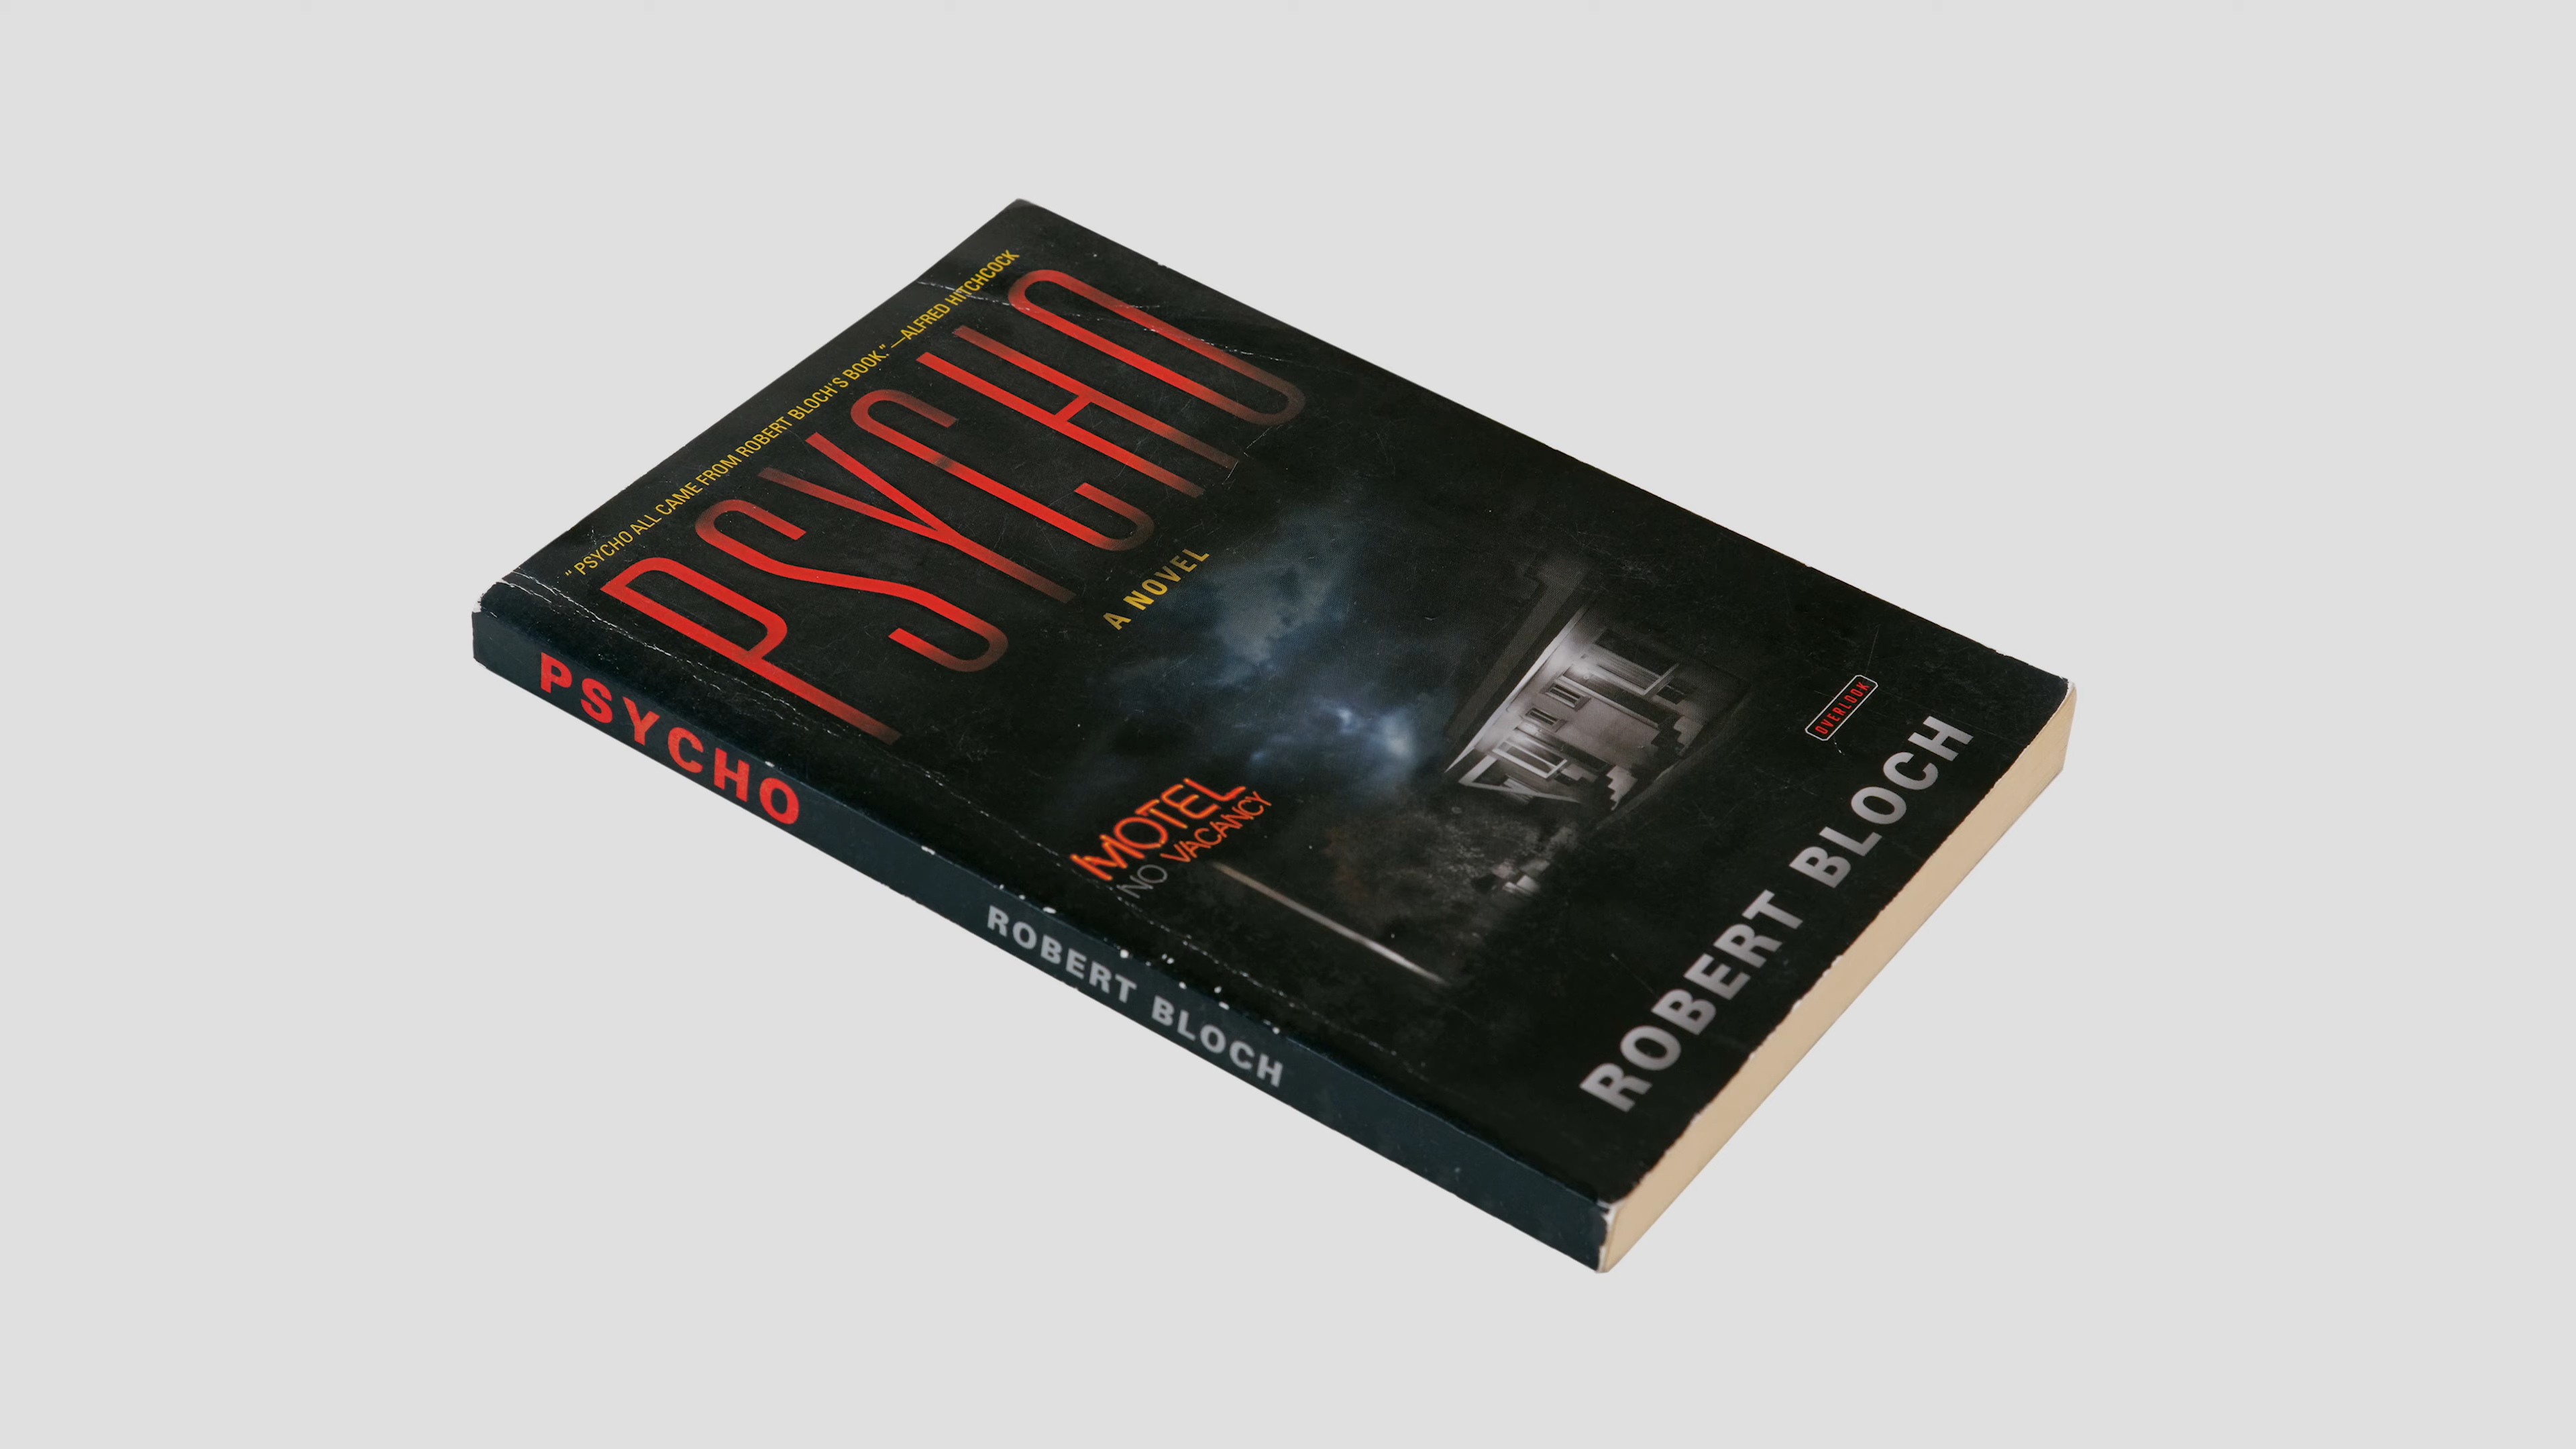 “PSYCHO ALL CAME FROM ROBERT BLOCH'S BOOK.” —ALFRED HITCHCOCK
PSYCHO
A NOVEL
MOTEL
NO VACANCY
OVERLOOK
ROBERT BLOCH
PSYCHO ROBERT BLOCH